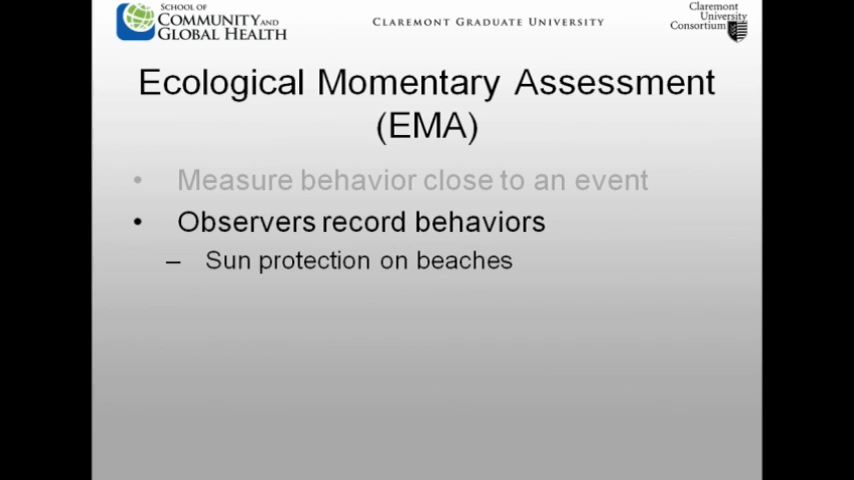 SCHOOL OF
COMMUNITY AND
GLOBAL HEALTH
CLAREMONT GRADUATE UNIVERSITY
Claremont
University
Consortium
Ecological Momentary Assessment
(EMA)
• Measure behavior close to an event
• Observers record behaviors
– Sun protection on beaches